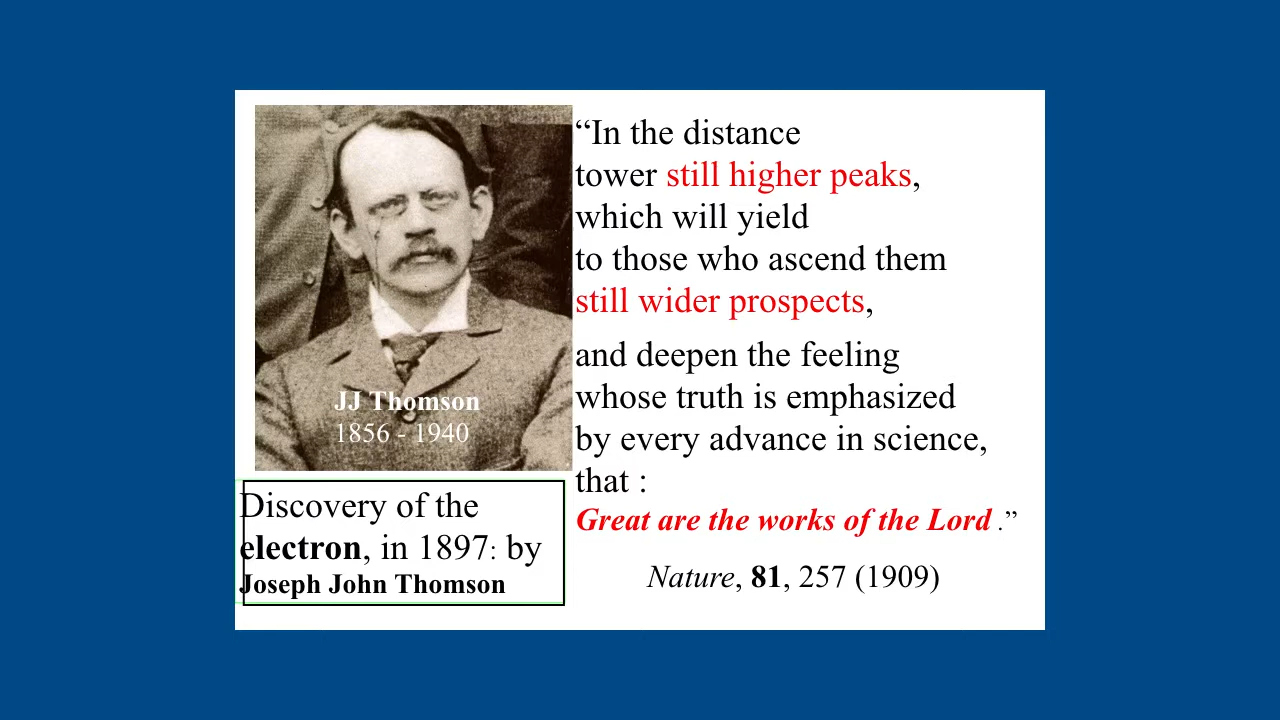 JJ Thomson
1856 - 1940
Discovery of the
electron, in 1897: by
Joseph John Thomson
“In the distance
tower still higher peaks,
which will yield
to those who ascend them
still wider prospects,
and deepen the feeling
whose truth is emphasized
by every advance in science,
that :
Great are the works of the Lord .”
Nature, 81, 257 (1909)